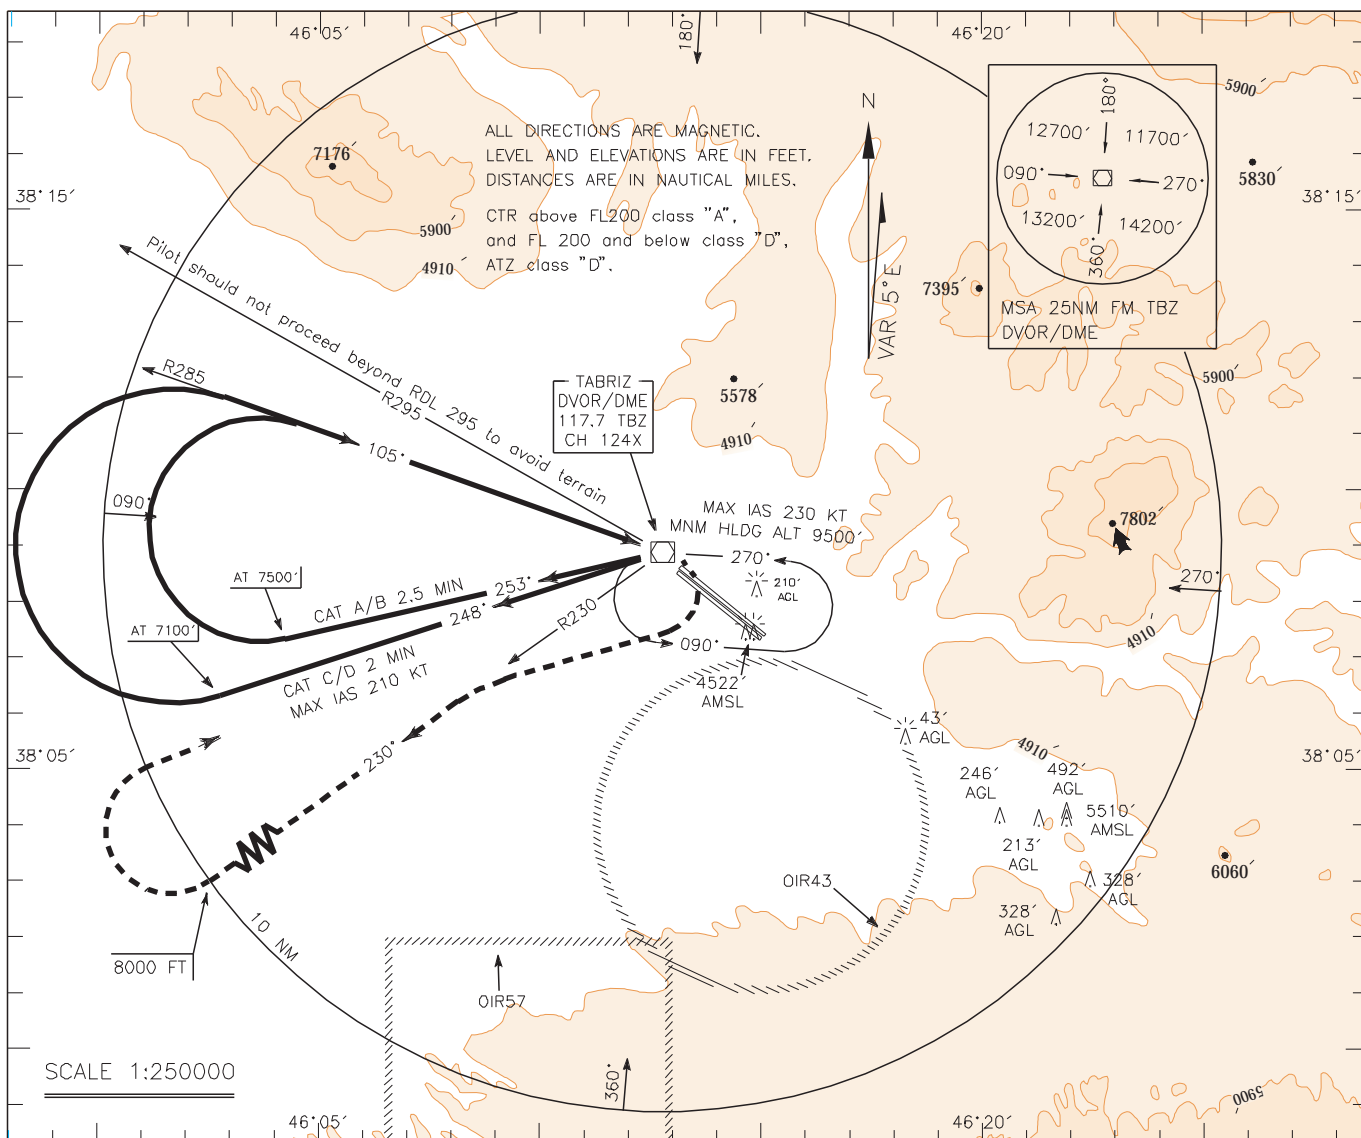 46°05′
180°
46°20′
5900′
ALL DIRECTIONS ARE MAGNETIC.
LEVEL AND ELEVATIONS ARE IN FEET.
DISTANCES ARE IN NAUTICAL MILES.
CTR above FL200 class "A",
and FL 200 and below class "D",
ATZ class "D".
N
VAR 5°E
180°
12700′
11700′
090°
270°
13200′
14200′
360°
MSA 25NM FM TBZ
DVOR/DME
7176′
5900′
4910′
38°15′
5830′
38°15′
7395′
Pilot should not proceed beyond RDL 295 to avoid terrain
R295
R285
105°
TABRIZ
DVOR/DME
117.7 TBZ
CH 124X
5578′
4910′
5900′
090°
MAX IAS 230 KT
MNM HLDG ALT 9500′
7802′
270°
270°
210′
AGL
AT 7500′
CAT A/B 2.5 MIN
253°
248°
R230
AT 7100′
CAT C/D 2 MIN
MAX IAS 210 KT
090°
4910′
4522′
AMSL
43′
AGL
38°05′
230°
4910′
38°05′
246′
AGL
492′
AGL
5510′
AMSL
213′
AGL
328′
AGL
328′
AGL
6060′
OIR43
10 NM
8000 FT
OIR57
SCALE 1:250000
360°
5900′
46°05′
46°20′